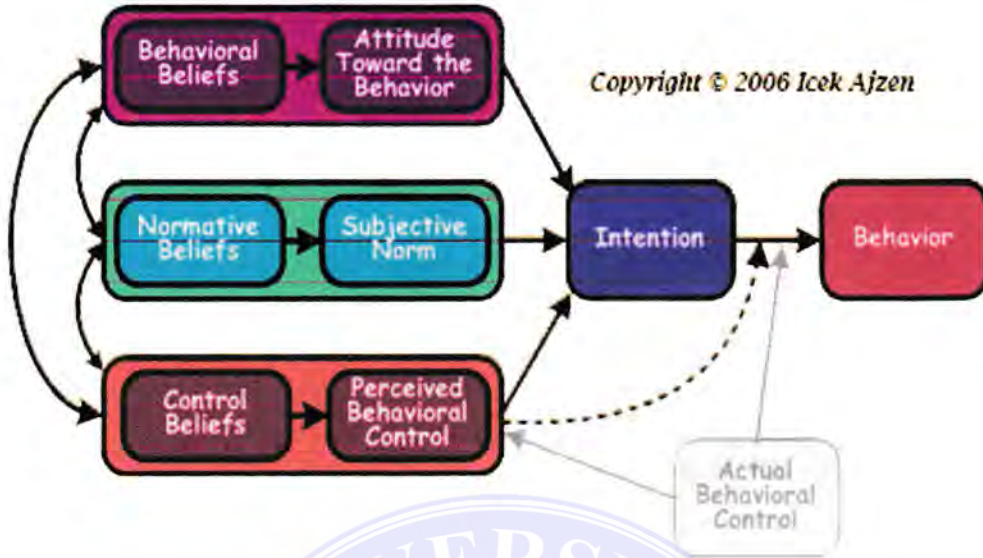 Behavioral
Beliefs
Attitude
Toward the
Behavior
Copyright © 2006 Icek Ajzen
Normative
Beliefs
Subjective
Norm
Intention
Behavior
Control
Beliefs
Perceived
Behavioral
Control
Actual
Behavioral
Control